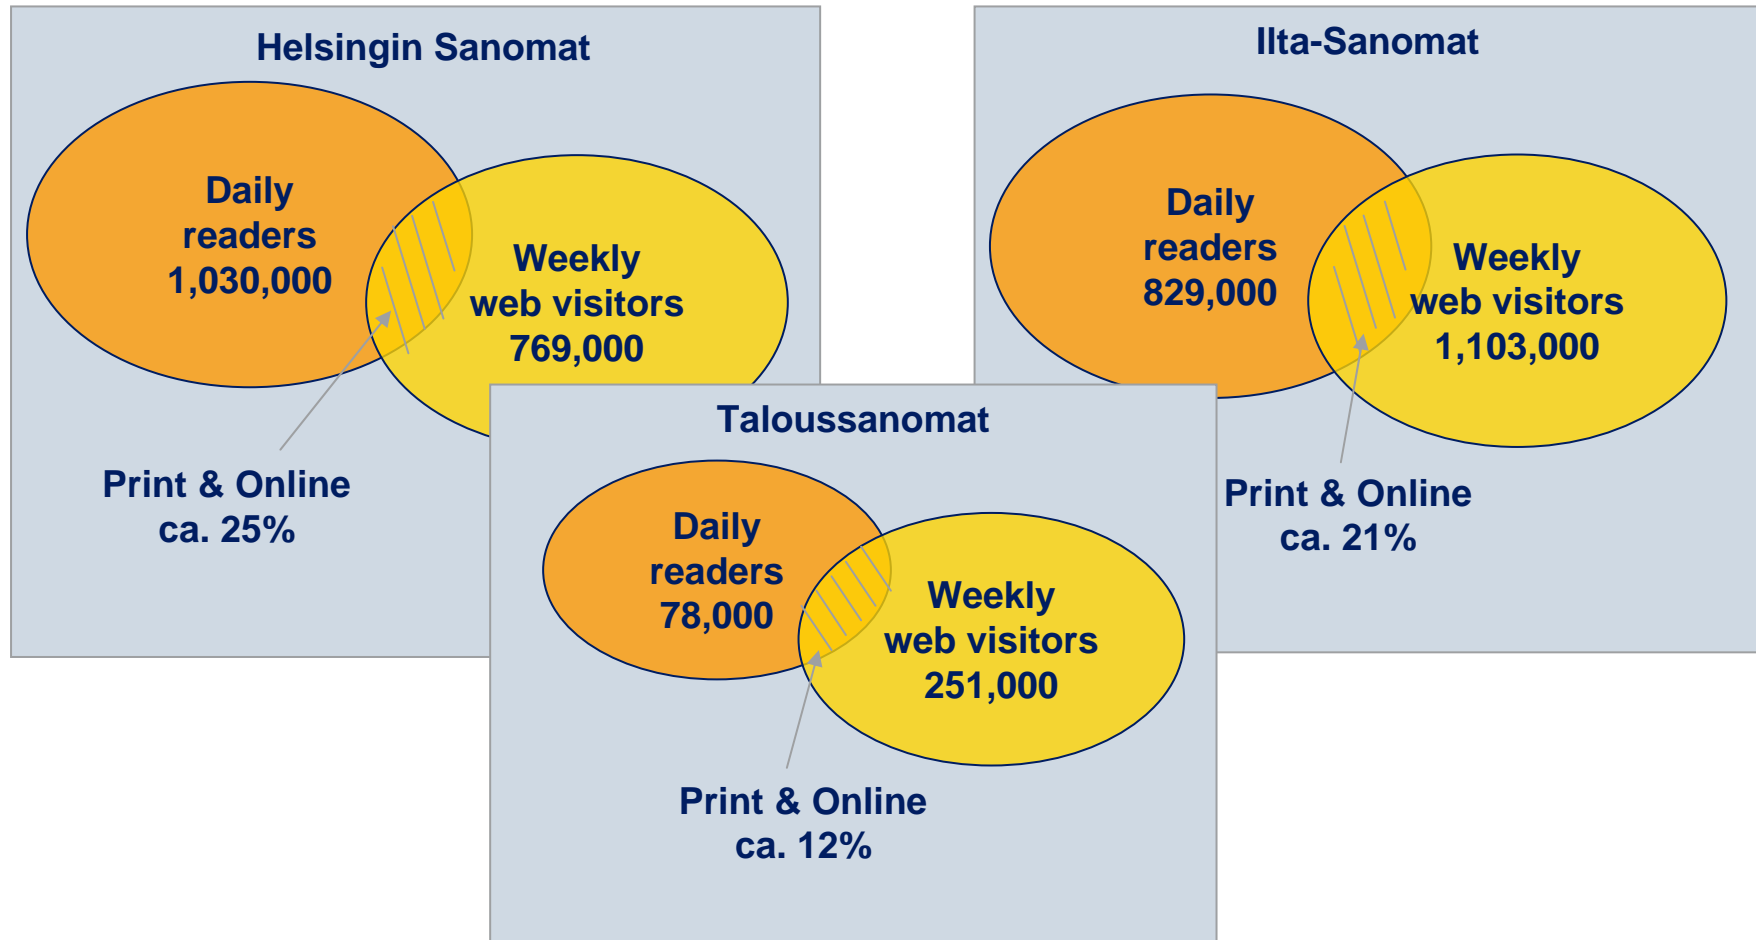 Helsingin Sanomat
Daily
readers
1,030,000
Weekly
web visitors
769,000
Print & Online
ca. 25%
Ilta-Sanomat
Daily
readers
829,000
Weekly
web visitors
1,103,000
Print & Online
ca. 21%
Taloussanomat
Daily
readers
78,000
Weekly
web visitors
251,000
Print & Online
ca. 12%